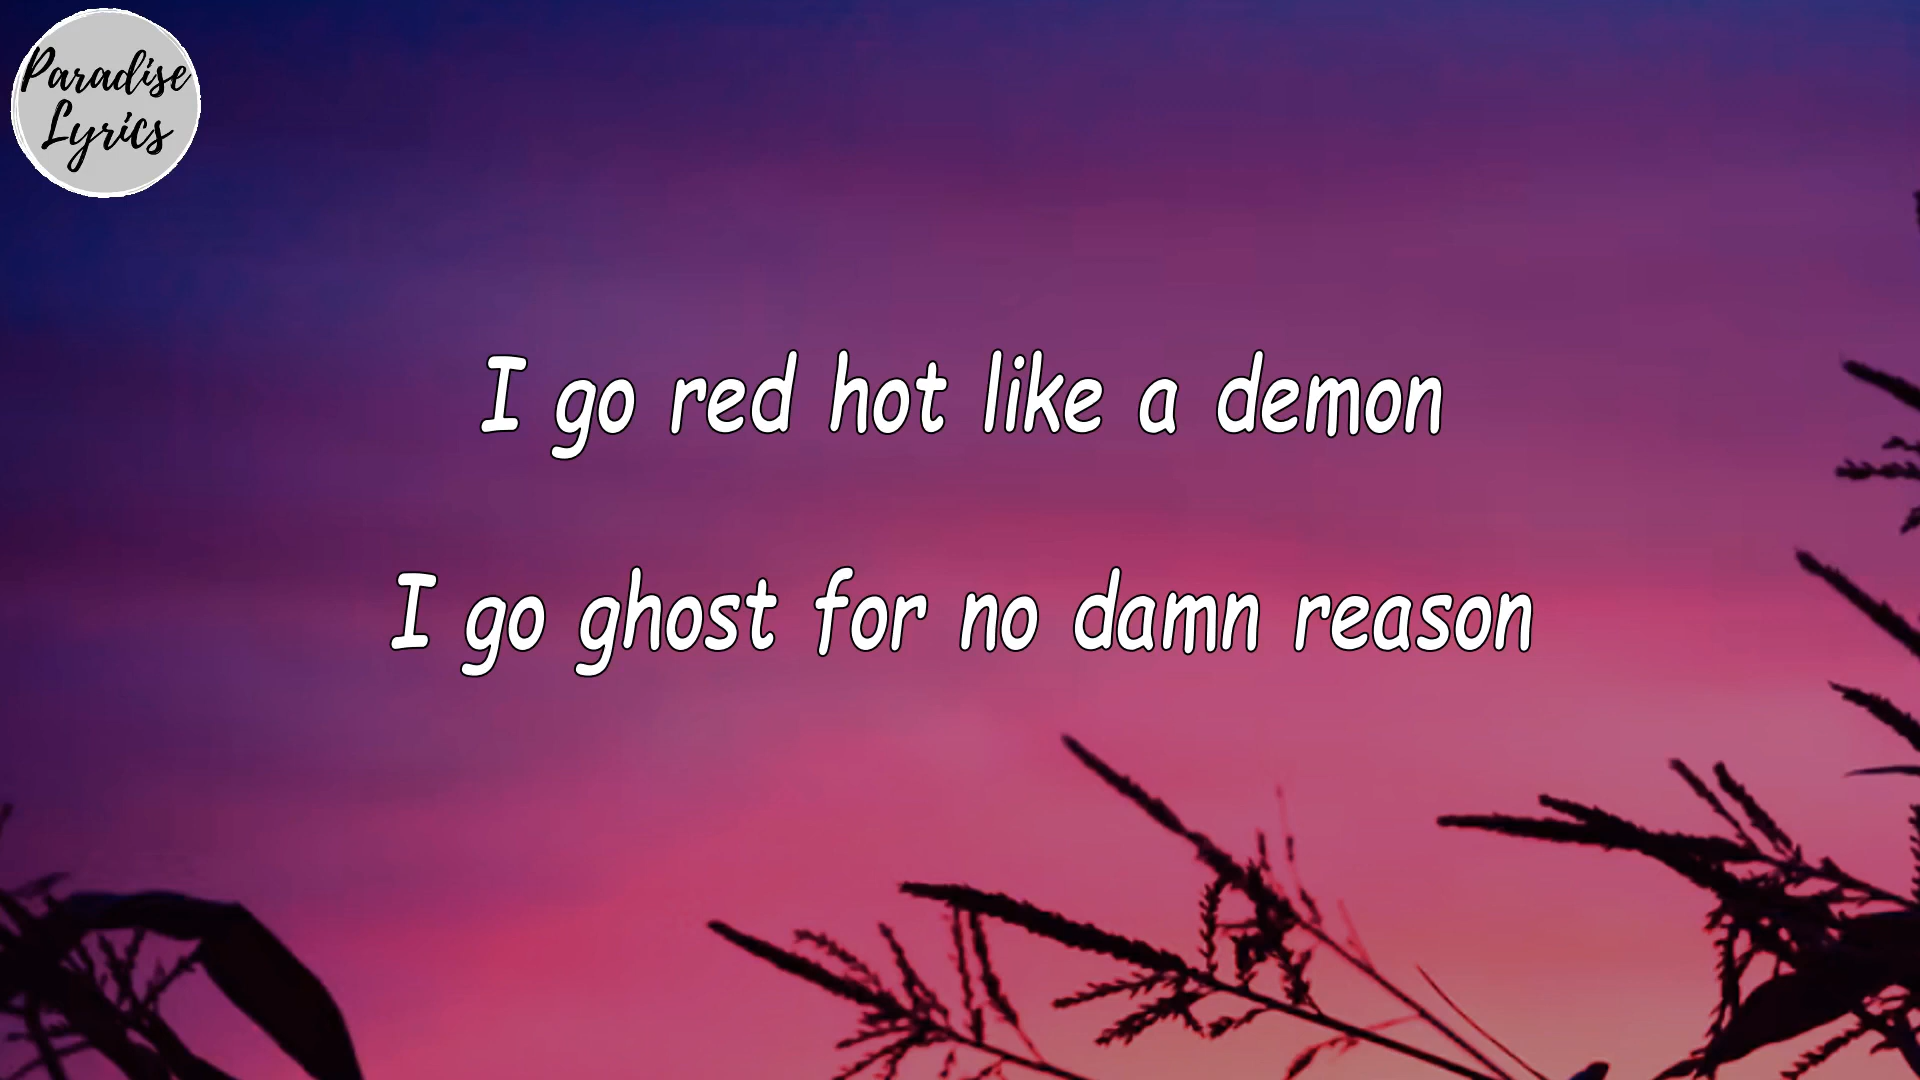 Paradise
Lyrics
I go red hot like a demon
I go ghost for no damn reason